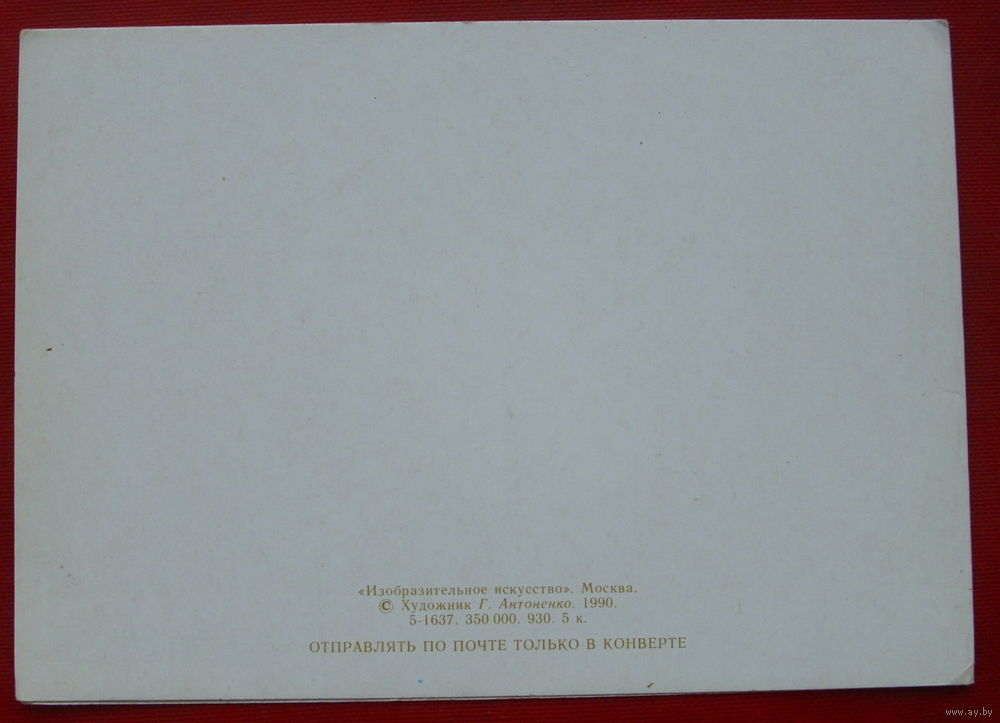 «Изобразительное искусство». Москва.
© Художник Г. Антоненко. 1990.
5-1637. 350 000. 930. 5 к.
ОТПРАВЛЯТЬ ПО ПОЧТЕ ТОЛЬКО В КОНВЕРТЕ
www.ay.by